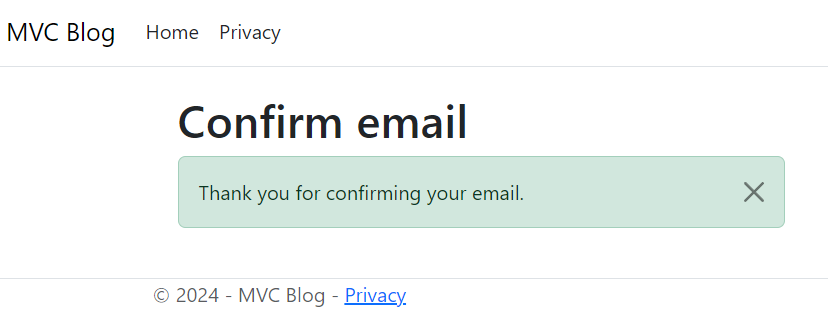 MVC Blog Home Privacy
Confirm email
Thank you for confirming your email.
© 2024 - MVC Blog - Privacy